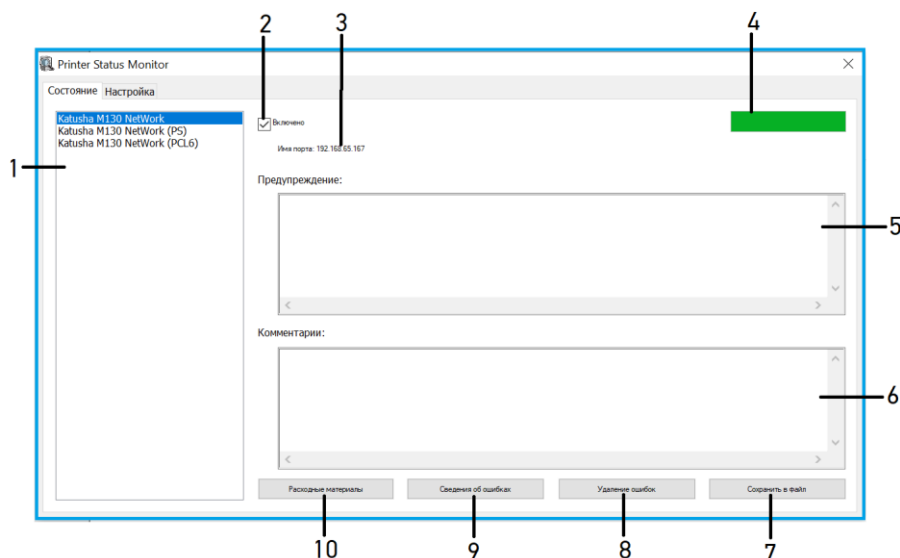 2 3 4
Printer Status Monitor
Состояние Настройка
Katusha M130 NetWork
Katusha M130 NetWork (PS)
Katusha M130 NetWork (PCL6)
Включено
Имя порта: 192.168.65.167
1
Предупреждение:
5
Комментарии:
6
Расходные материалы Сведения об ошибках Удаление ошибок Сохранить в файл
10 9 8 7